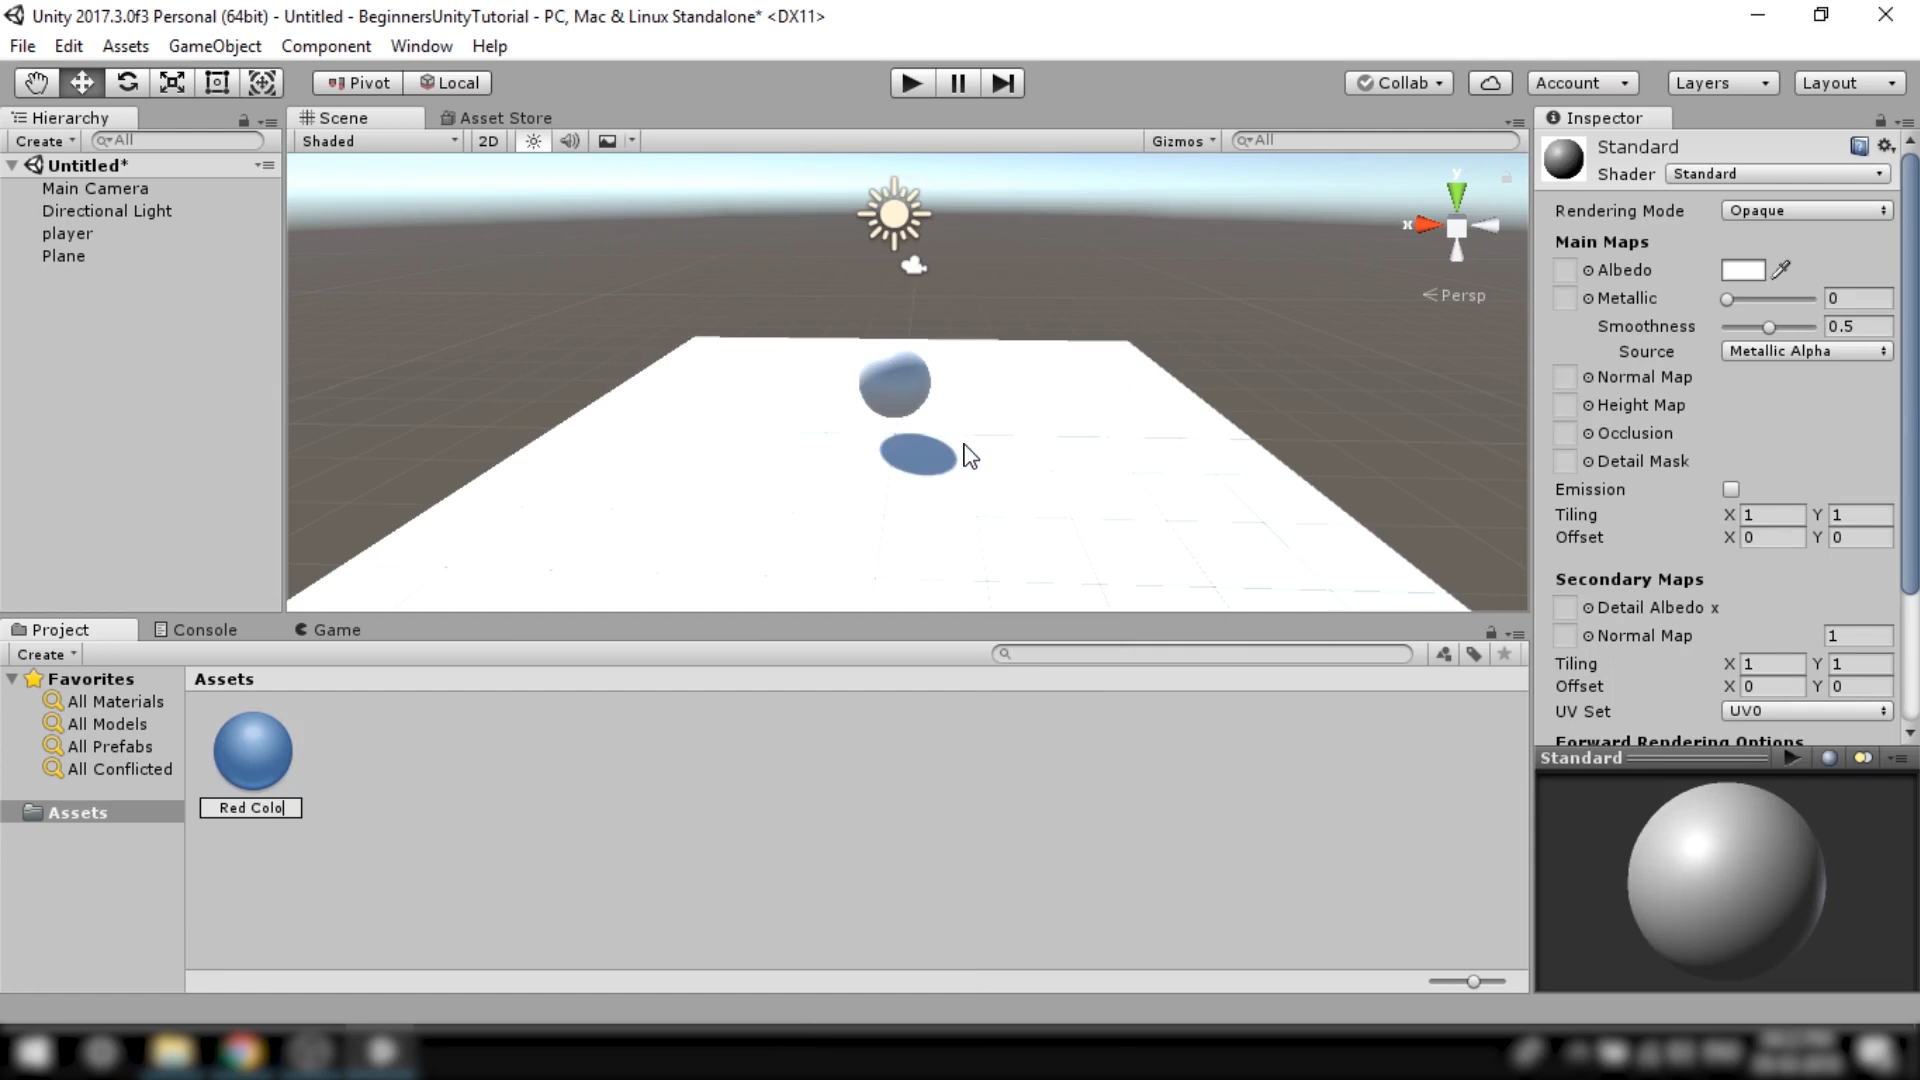 Unity 2017.3.0f3 Personal (64bit) - Untitled - BeginnersUnityTutorial - PC, Mac & Linux Standalone* <DX11>
File Edit Assets GameObject Component Window Help
Pivot Local Collab Account Layers Layout
Hierarchy Scene Asset Store Inspector
Create All Shaded 2D Gizmos All
Untitled*
Main Camera
Directional Light
player
Plane
y
x
Persp
Standard
Shader Standard
Rendering Mode Opaque
Main Maps
Albedo
Metallic 0
Smoothness 0.5
Source Metallic Alpha
Normal Map
Height Map
Occlusion
Detail Mask
Emission
Tiling X 1 Y 1
Offset X 0 Y 0
Secondary Maps
Detail Albedo x
Normal Map 1
Tiling X 1 Y 1
Offset X 0 Y 0
UV Set UV0
Forward Rendering Options
Standard
Project Console Game
Create
Favorites
All Materials
All Models
All Prefabs
All Conflicted
Assets
Assets
Red Colo